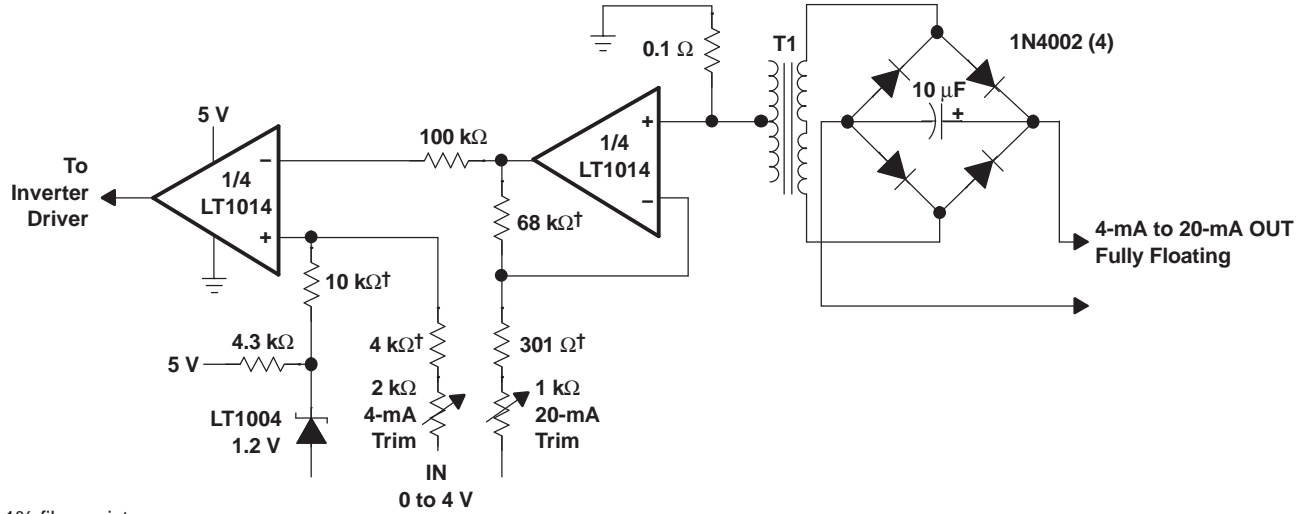 0.1 Ω
T1
1N4002 (4)
10 μF
+
5 V
100 kΩ
+
1/4
LT1014
–
To
Inverter
Driver
–
1/4
LT1014
+
68 kΩ†
4-mA to 20-mA OUT
Fully Floating
10 kΩ†
4.3 kΩ
5 V
4 kΩ†
301 Ω†
2 kΩ
4-mA
Trim
1 kΩ
20-mA
Trim
LT1004
1.2 V
IN
0 to 4 V